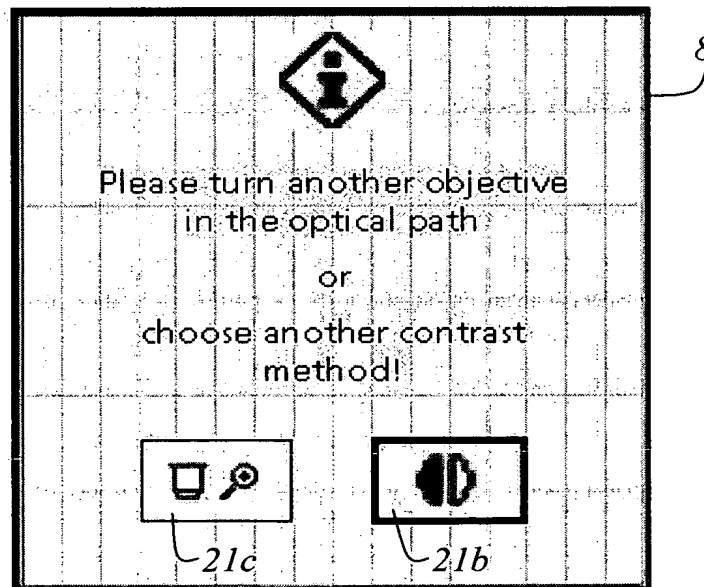 8
Please turn another objective
in the optical path
or
choose another contrast
method!
21c 21b